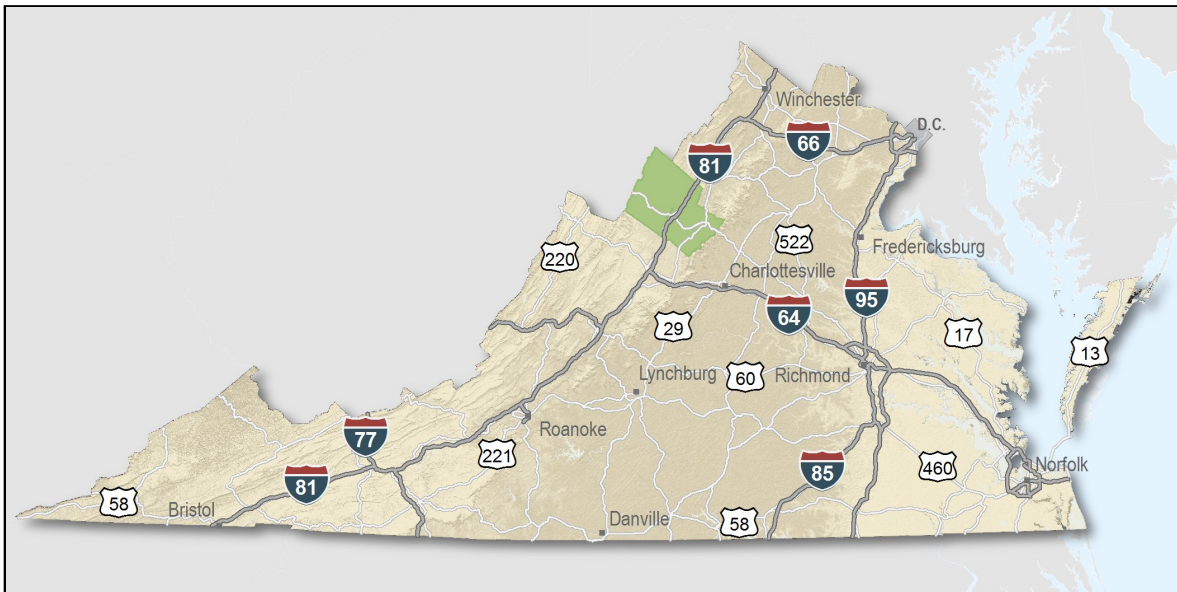 Winchester
D.C.
66
81
522
Fredericksburg
220
Charlottesville
95
64
29
17
13
Lynchburg
60
Richmond
77
Roanoke
221
81
85
460
Norfolk
58
Bristol
Danville
58